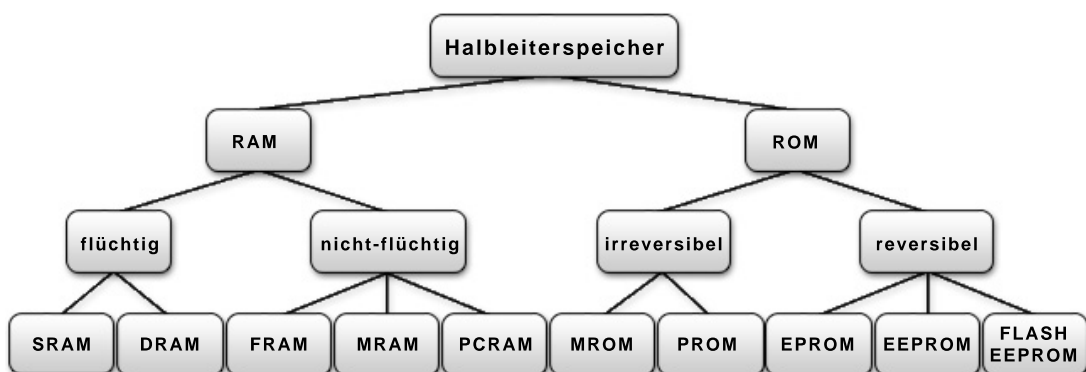 Halbleiterspeicher
RAM
ROM
flüchtig
nicht-flüchtig
irreversibel
reversibel
SRAM
DRAM
FRAM
MRAM
PCRAM
MROM
PROM
EPROM
EEPROM
FLASH
EEPROM